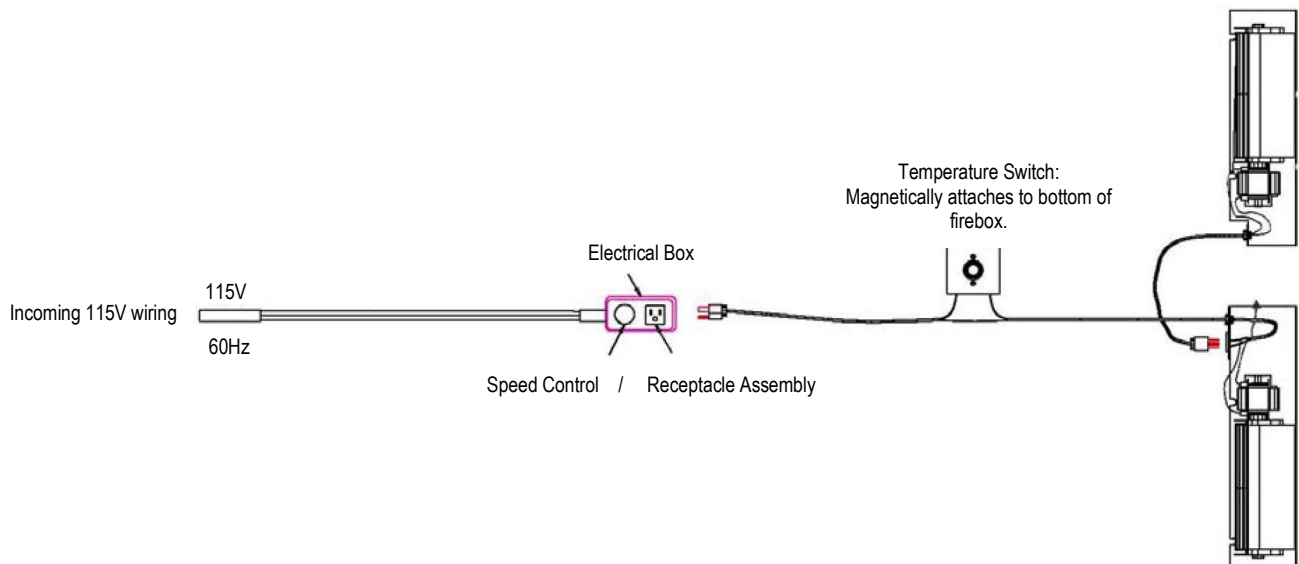 Temperature Switch:
Magnetically attaches to bottom of
firebox.
Electrical Box
115V
Incoming 115V wiring
60Hz
Speed Control / Receptacle Assembly